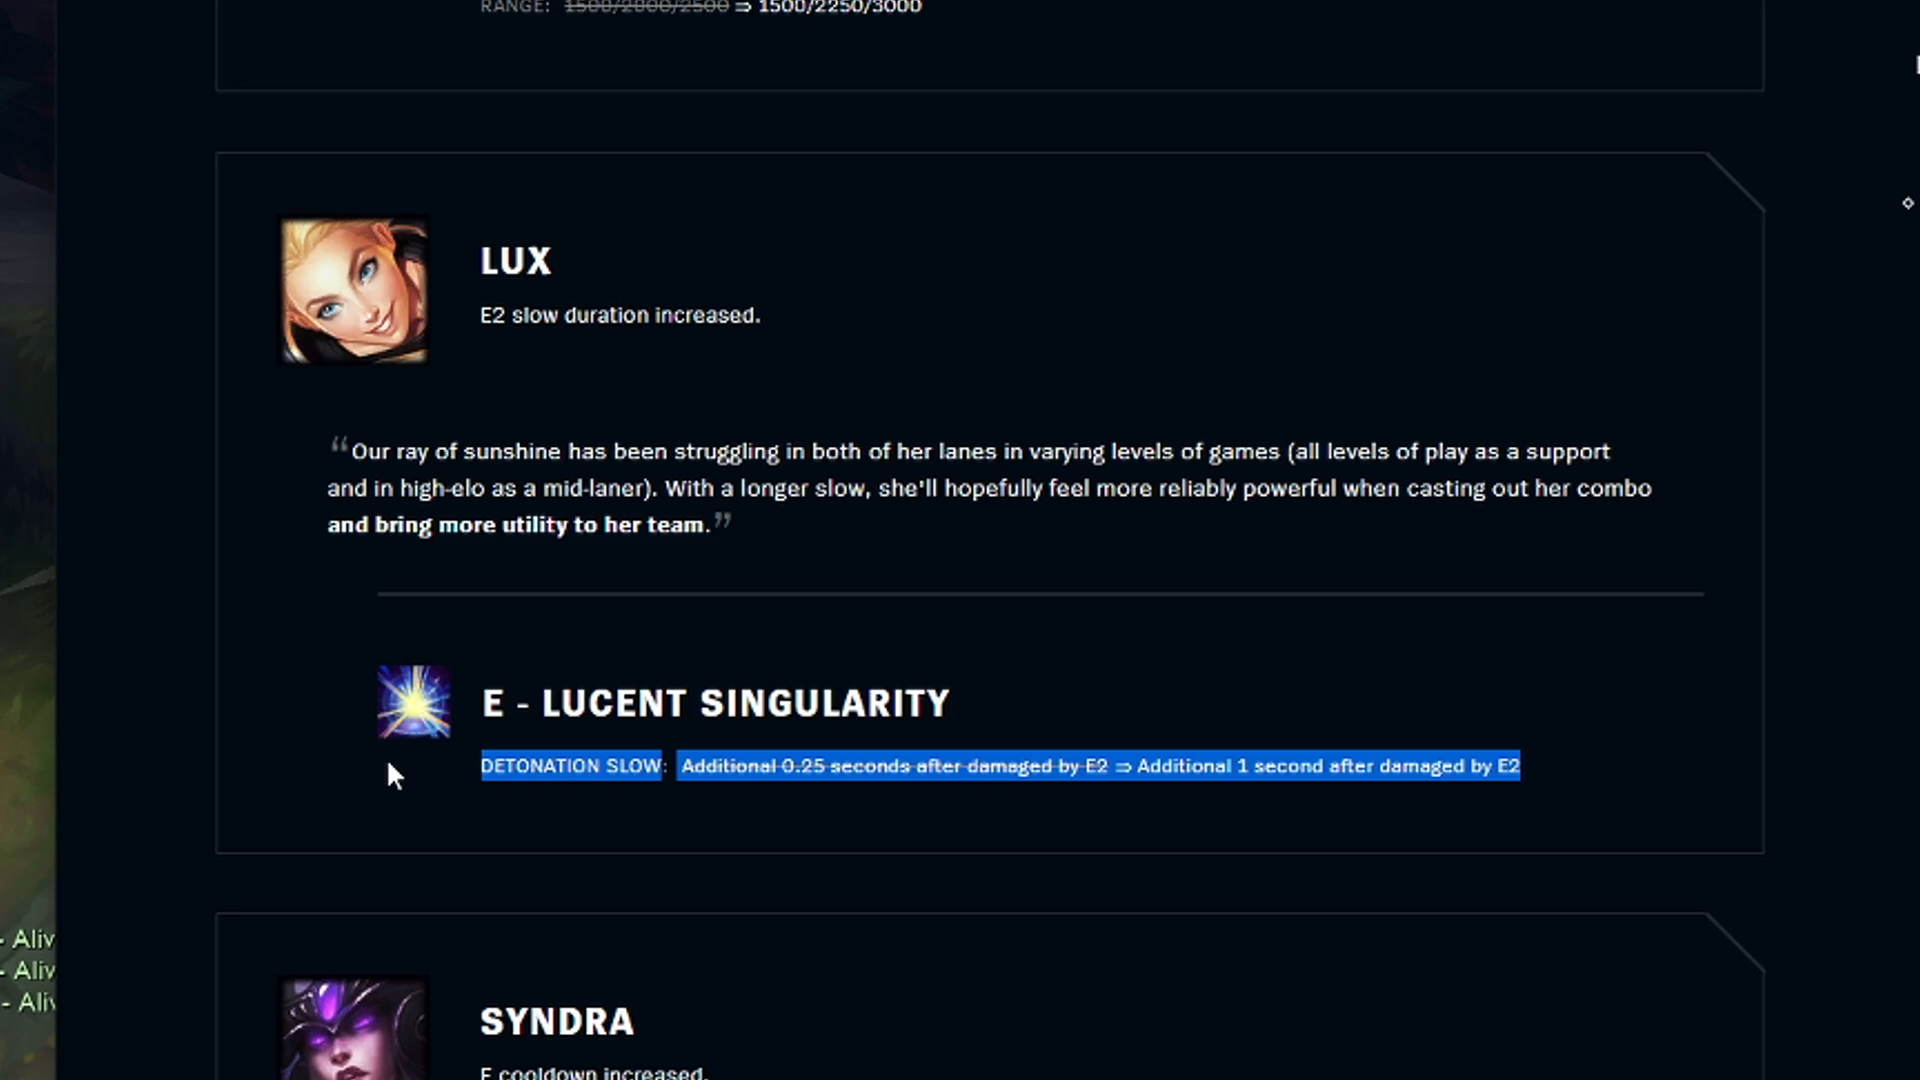 RANGE: 1500/2000/2500 ⇒ 1500/2250/3000
LUX
E2 slow duration increased.
“Our ray of sunshine has been struggling in both of her lanes in varying levels of games (all levels of play as a support
and in high-elo as a mid-laner). With a longer slow, she'll hopefully feel more reliably powerful when casting out her combo
and bring more utility to her team.”
E - LUCENT SINGULARITY
DETONATION SLOW: Additional 0.25 seconds after damaged by E2 ⇒ Additional 1 second after damaged by E2
- Aliv
- Aliv
- Aliv
SYNDRA
E cooldown increased.